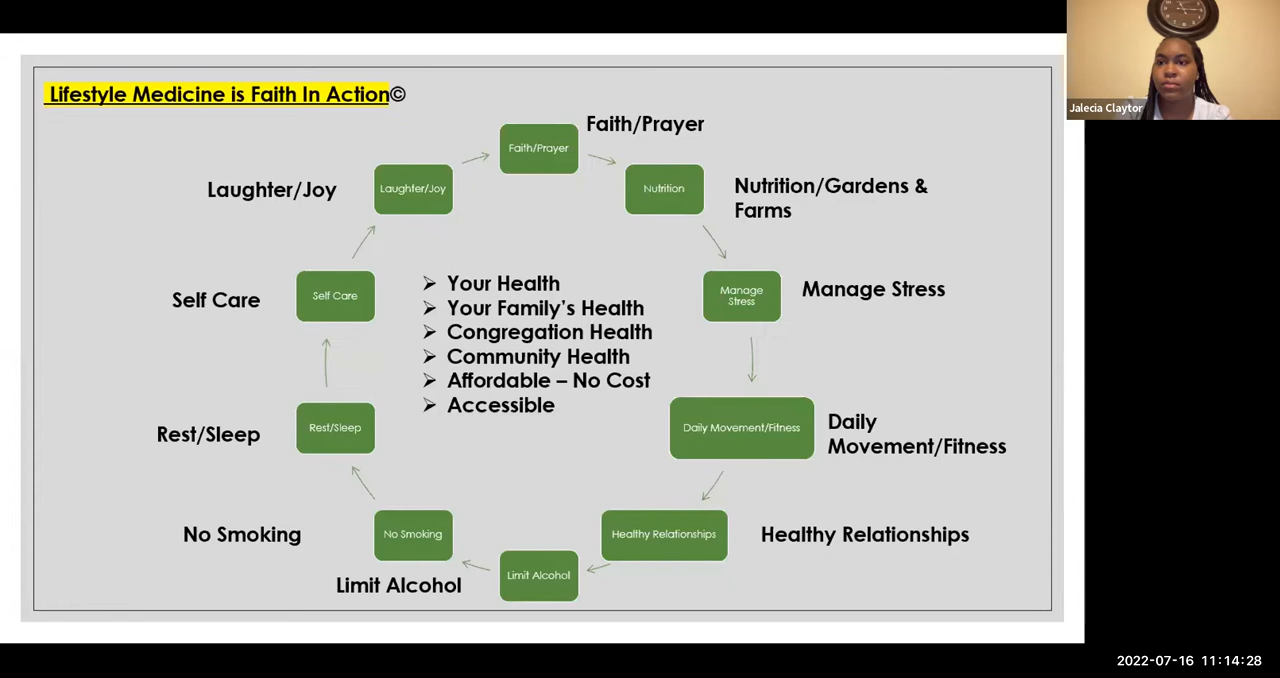 Lifestyle Medicine is Faith In Action©
Faith/Prayer
Faith/Prayer
Laughter/Joy
Laughter/Joy
Nutrition
Nutrition/Gardens &
Farms
Self Care
Self Care
Manage
Stress
Manage Stress
➢ Your Health
➢ Your Family’s Health
➢ Congregation Health
➢ Community Health
➢ Affordable – No Cost
➢ Accessible
Rest/Sleep
Rest/Sleep
Daily Movement/Fitness
Daily
Movement/Fitness
No Smoking
No Smoking
Healthy Relationships
Healthy Relationships
Limit Alcohol
Limit Alcohol
Jalecia Claytor
2022-07-16 11:14:28